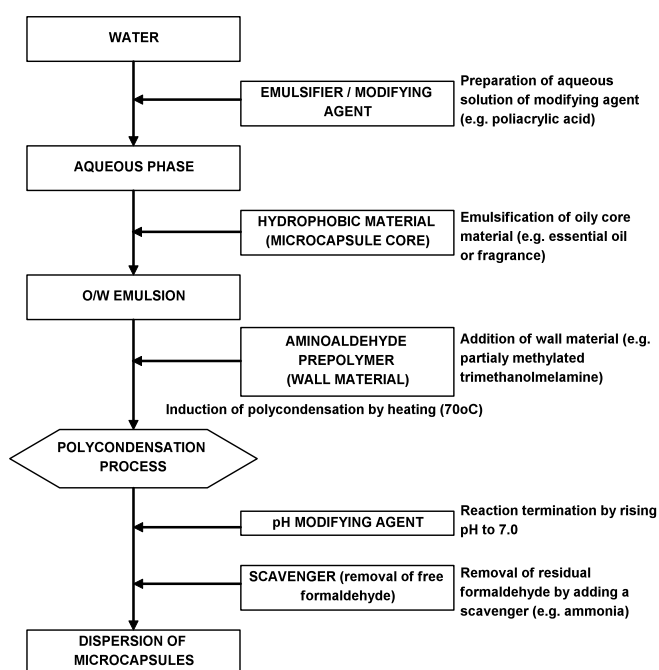 WATER
EMULSIFIER / MODIFYING
AGENT
Preparation of aqueous
solution of modifying agent
(e.g. poliacrylic acid)
AQUEOUS PHASE
HYDROPHOBIC MATERIAL
(MICROCAPSULE CORE)
Emulsification of oily core
material (e.g. essential oil
or fragrance)
O/W EMULSION
AMINOALDEHYDE
PREPOLYMER
(WALL MATERIAL)
Addition of wall material (e.g.
partialy methylated
trimethanolmelamine)
Induction of polycondensation by heating (70oC)
POLYCONDENSATION
PROCESS
pH MODIFYING AGENT
Reaction termination by rising
pH to 7.0
SCAVENGER (removal of free
formaldehyde)
Removal of residual
formaldehyde by adding a
scavenger (e.g. ammonia)
DISPERSION OF
MICROCAPSULES